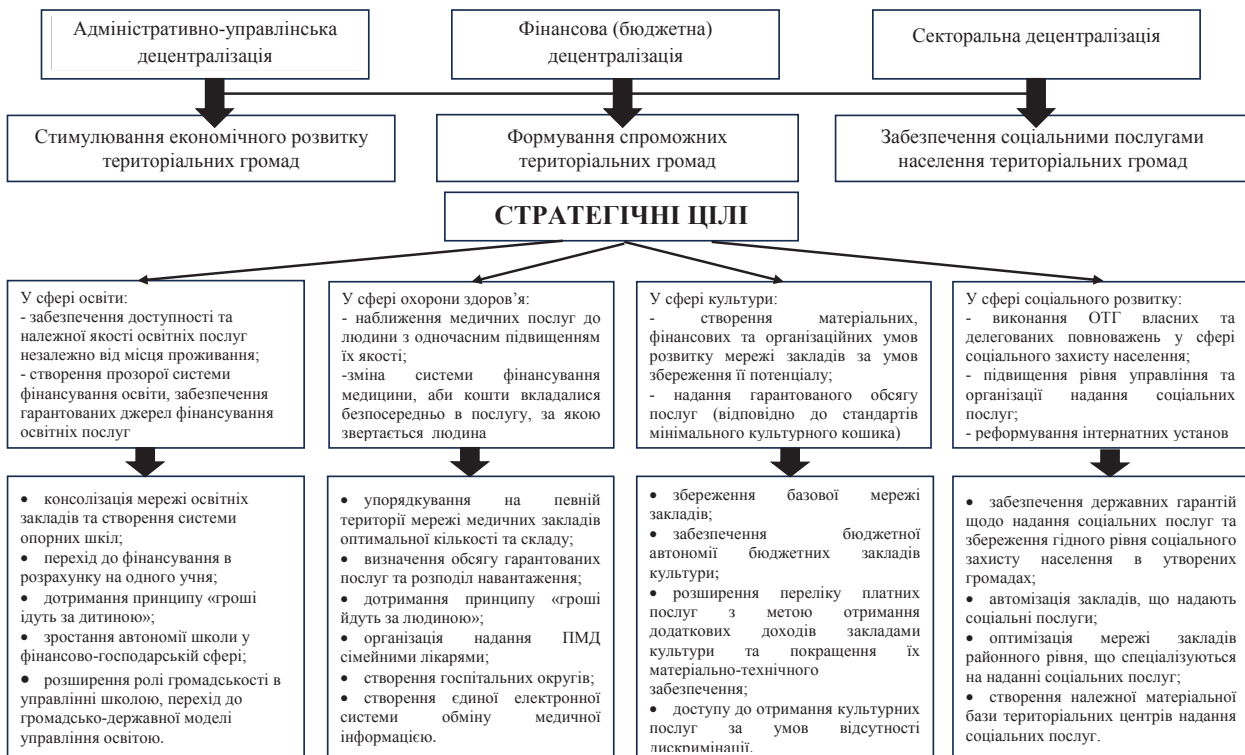 Адміністративно-управлінська
децентралізація
Фінансова (бюджетна)
децентралізація
Секторальна децентралізація
Стимулювання економічного розвитку
територіальних громад
Формування спроможних
територіальних громад
Забезпечення соціальними послугами
населення територіальних громад
СТРАТЕГІЧНІ ЦІЛІ
У сфері освіти:
- забезпечення доступності та
належної якості освітніх послуг
незалежно від місця проживання;
- створення прозорої системи
фінансування освіти, забезпечення
гарантованих джерел фінансування
освітніх послуг
У сфері охорони здоров’я:
- наближення медичних послуг до
людини з одночасним підвищенням
їх якості;
-зміна системи фінансування
медицини, аби кошти вкладалися
безпосередньо в послугу, за якою
звертається людина
У сфері культури:
- створення матеріальних,
фінансових та організаційних умов
розвитку мережі закладів за умов
збереження її потенціалу;
- надання гарантованого обсягу
послуг (відповідно до стандартів
мінімального культурного кошика)
У сфері соціального розвитку:
- виконання ОТГ власних та
делегованих повноважень у сфері
соціального захисту населення;
- підвищення рівня управління та
організації надання соціальних
послуг;
- реформування інтернатних установ
• консолізація мережі освітніх
закладів та створення системи
опорних шкіл;
• перехід до фінансування в
розрахунку на одного учня;
• дотримання принципу «гроші
ідуть за дитиною»;
• зростання автономії школи у
фінансово-господарській сфері;
• розширення ролі громадськості в
управлінні школою, перехід до
громадсько-державної моделі
управління освітою.
• упорядкування на певній
території мережі медичних закладів
оптимальної кількості та складу;
• визначення обсягу гарантованих
послуг та розподіл навантаження;
• дотримання принципу «гроші
йдуть за людиною»;
• організація надання ПМД
сімейними лікарями;
• створення госпітальних округів;
• створення єдиної електронної
системи обміну медичної
інформацією.
• збереження базової мережі
закладів;
• забезпечення бюджетної
автономії бюджетних закладів
культури;
• розширення переліку платних
послуг з метою отримання
додаткових доходів закладами
культури та покращення їх
матеріально-технічного
забезпечення;
• доступу до отримання культурних
послуг за умов відсутності
дискримінації.
• забезпечення державних гарантій
щодо надання соціальних послуг та
збереження гідного рівня соціального
захисту населення в утворених
громадах;
• автомізація закладів, що надають
соціальні послуги;
• оптимізація мережі закладів
районного рівня, що спеціалізуються
на наданні соціальних послуг;
• створення належної матеріальної
бази територіальних центрів надання
соціальних послуг.